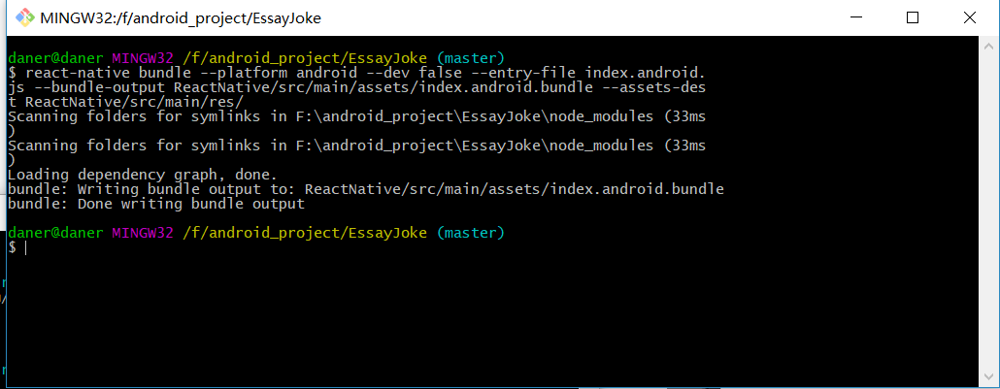 MINGW32:/f/android_project/EssayJoke
daner@daner MINGW32 /f/android_project/EssayJoke (master)
$ react-native bundle --platform android --dev false --entry-file index.android.
js --bundle-output ReactNative/src/main/assets/index.android.bundle --assets-des
t ReactNative/src/main/res/
Scanning folders for symlinks in F:\android_project\EssayJoke\node_modules (33ms
)
Scanning folders for symlinks in F:\android_project\EssayJoke\node_modules (33ms
)
Loading dependency graph, done.
bundle: Writing bundle output to: ReactNative/src/main/assets/index.android.bundle
bundle: Done writing bundle output
daner@daner MINGW32 /f/android_project/EssayJoke (master)
$